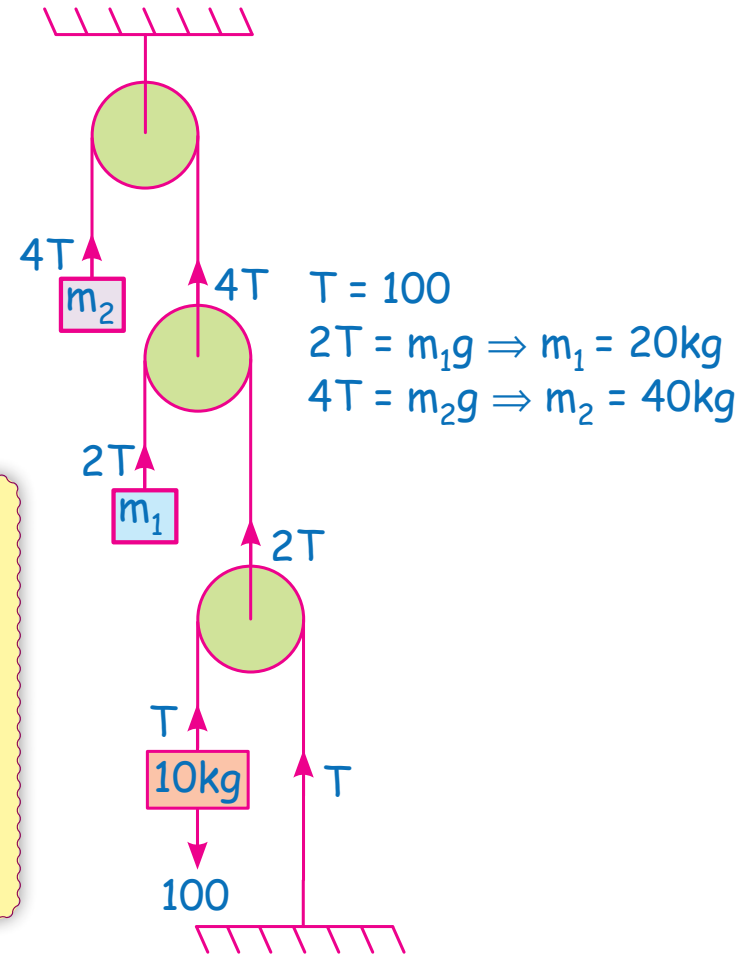 4T
m₂
4T
T = 100
2T = m₁g ⇒ m₁ = 20kg
4T = m₂g ⇒ m₂ = 40kg
2T
m₁
2T
T
10kg
T
100